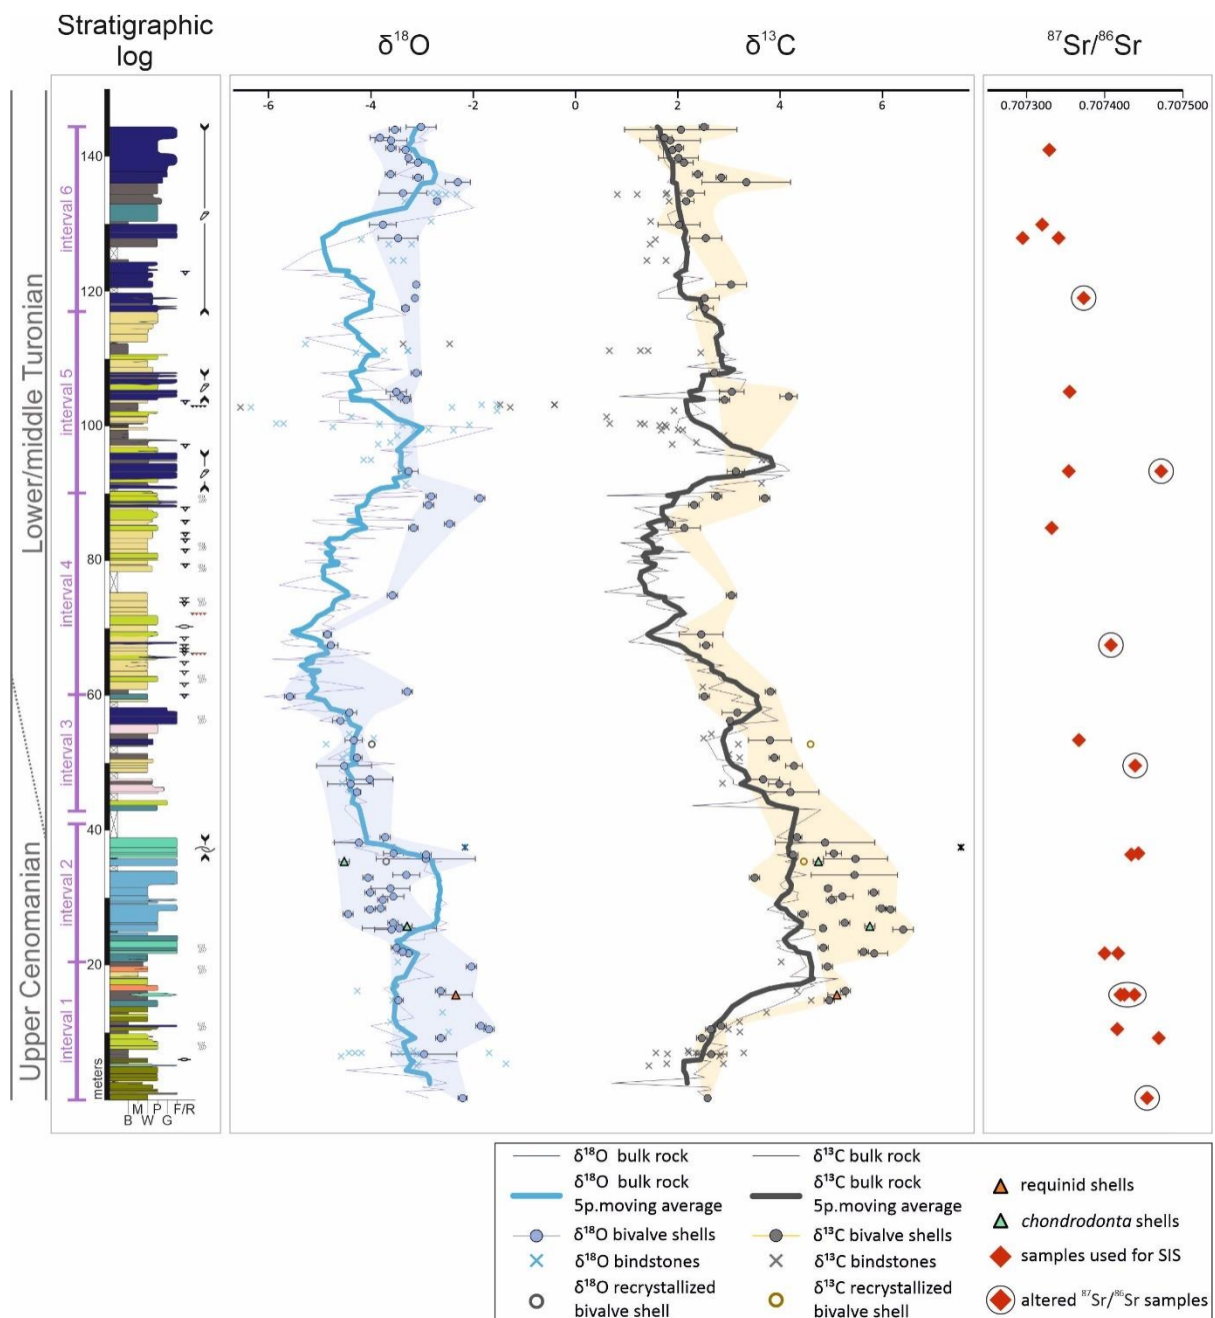 Stratigraphic
log
δ¹⁸O
δ¹³C
⁸⁷Sr/⁸⁶Sr
-6
-4
-2
0
2
4
6
0.707300
0.707400
0.707500
Lower/middle Turonian
Upper Cenomanian
interval 6
interval 5
interval 4
interval 3
interval 2
interval 1
140
120
100
80
60
40
20
meters
M P F/R
B W G
δ¹⁸O bulk rock
δ¹⁸O bulk rock
5p.moving average
δ¹⁸O bivalve shells
δ¹⁸O bindstones
δ¹⁸O recrystallized
bivalve shell
δ¹³C bulk rock
δ¹³C bulk rock
5p.moving average
δ¹³C bivalve shells
δ¹³C bindstones
δ¹³C recrystallized
bivalve shell
requinid shells
chondrodonta shells
samples used for SIS
altered ⁸⁷Sr/⁸⁶Sr samples